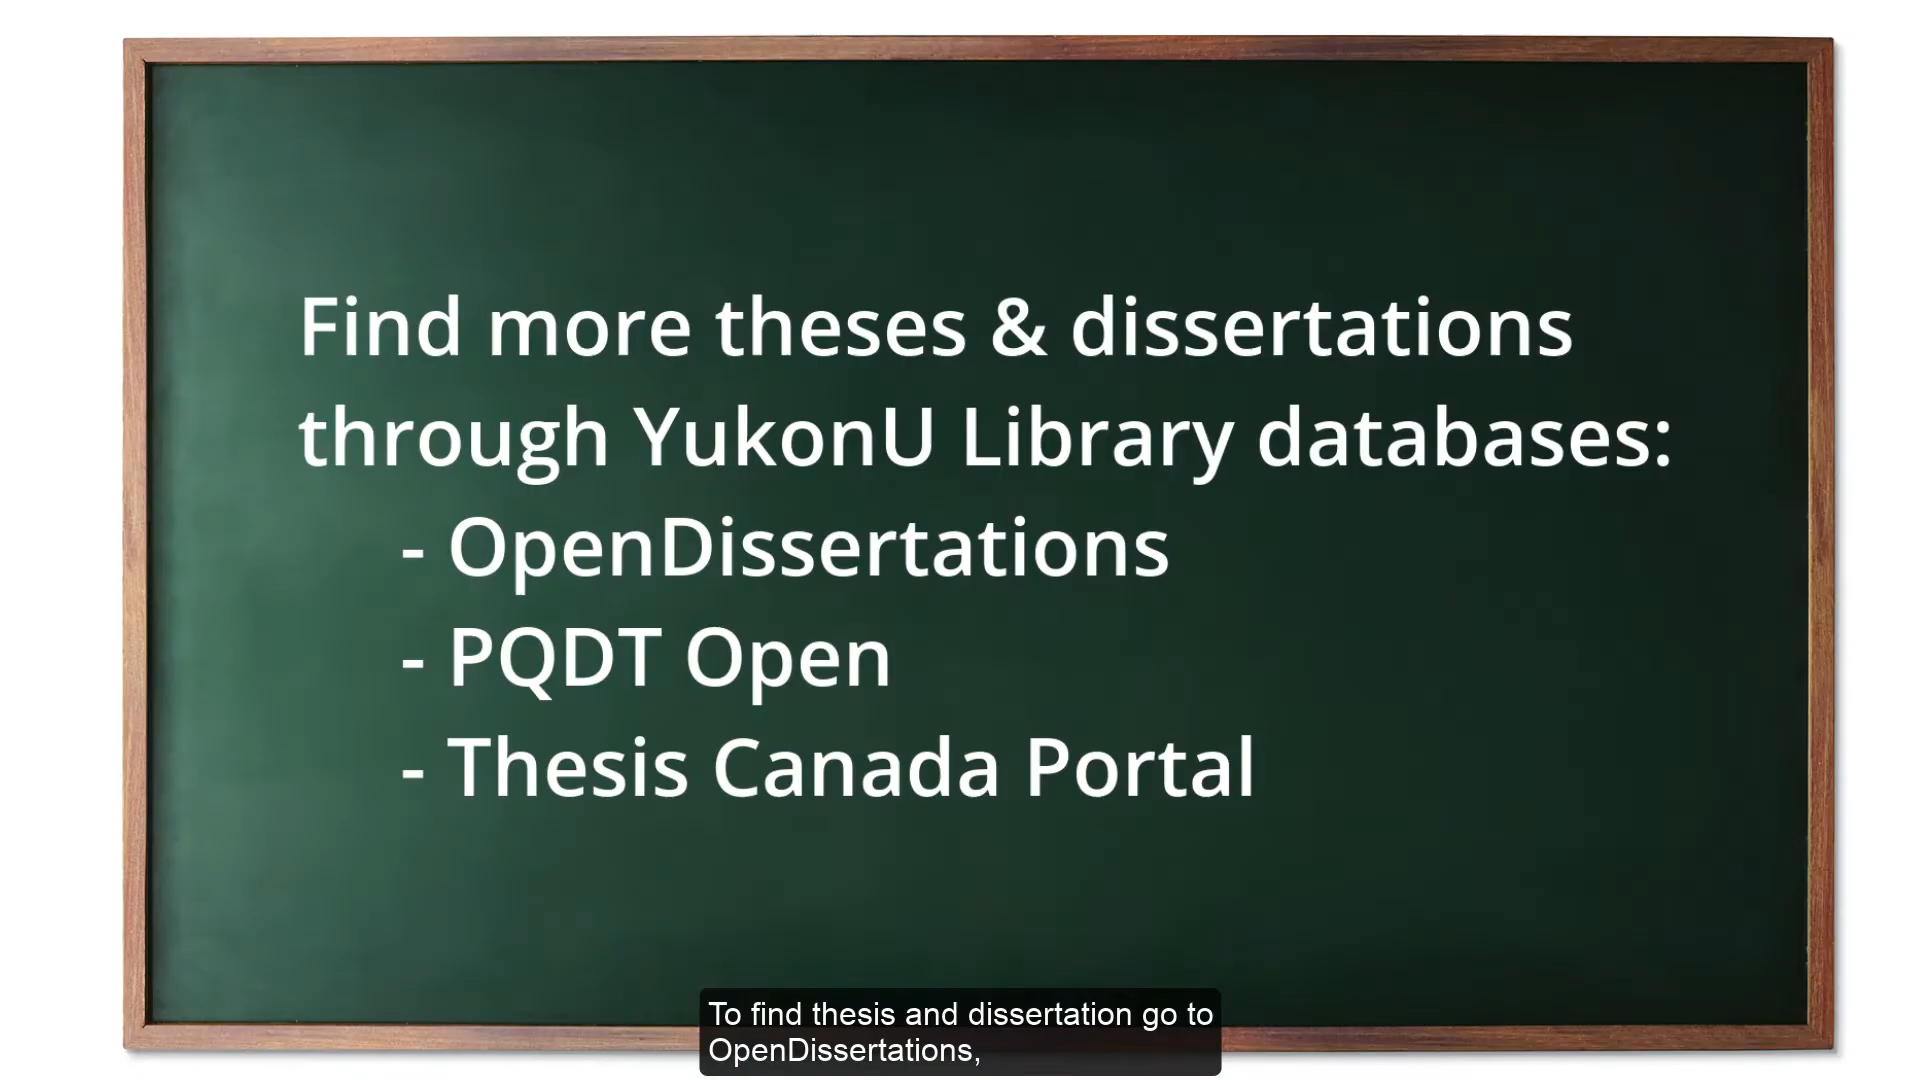 Find more theses & dissertations
through YukonU Library databases:
- OpenDissertations
- PQDT Open
- Thesis Canada Portal
To find thesis and dissertation go to
OpenDissertations,